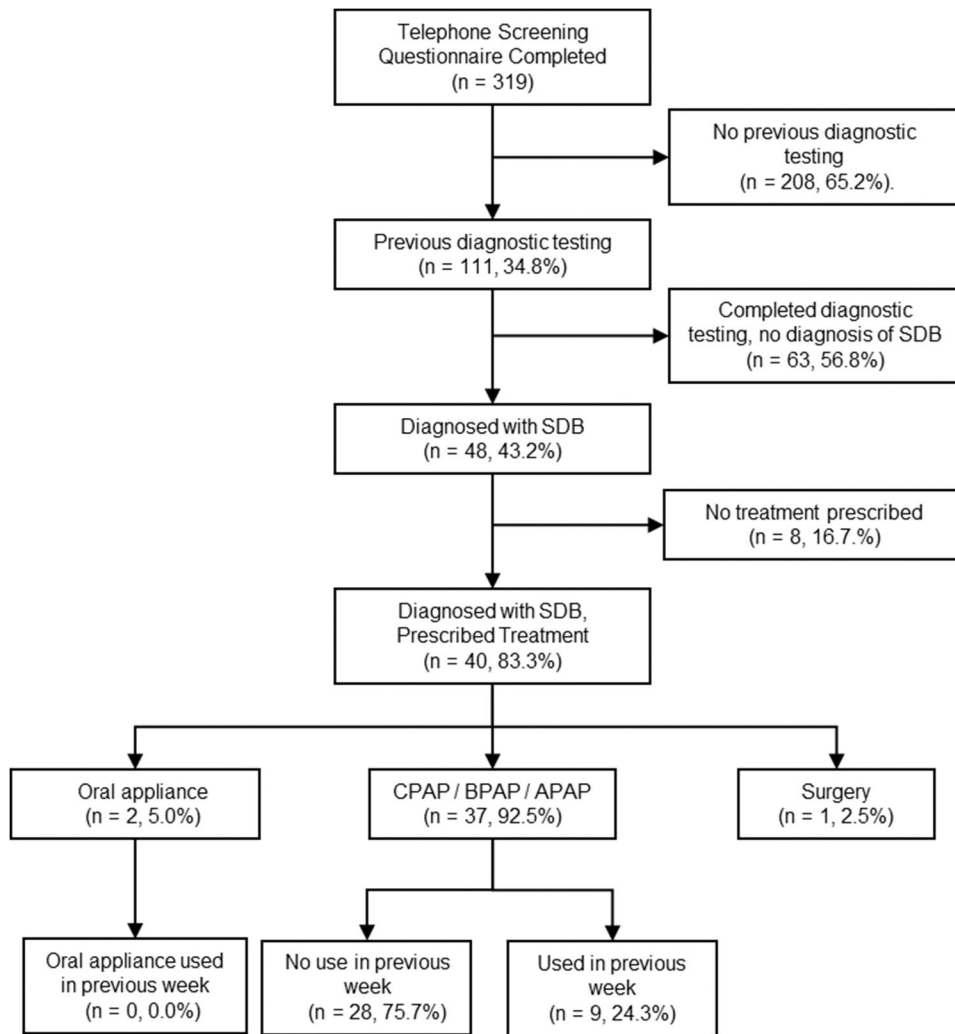 Telephone Screening
Questionnaire Completed
(n = 319)
No previous diagnostic
testing
(n = 208, 65.2%).
Previous diagnostic testing
(n = 111, 34.8%)
Completed diagnostic
testing, no diagnosis of SDB
(n = 63, 56.8%)
Diagnosed with SDB
(n = 48, 43.2%)
No treatment prescribed
(n = 8, 16.7.%)
Diagnosed with SDB,
Prescribed Treatment
(n = 40, 83.3%)
Oral appliance
(n = 2, 5.0%)
CPAP / BPAP / APAP
(n = 37, 92.5%)
Surgery
(n = 1, 2.5%)
Oral appliance used
in previous week
(n = 0, 0.0%)
No use in previous
week
(n = 28, 75.7%)
Used in previous
week
(n = 9, 24.3%)